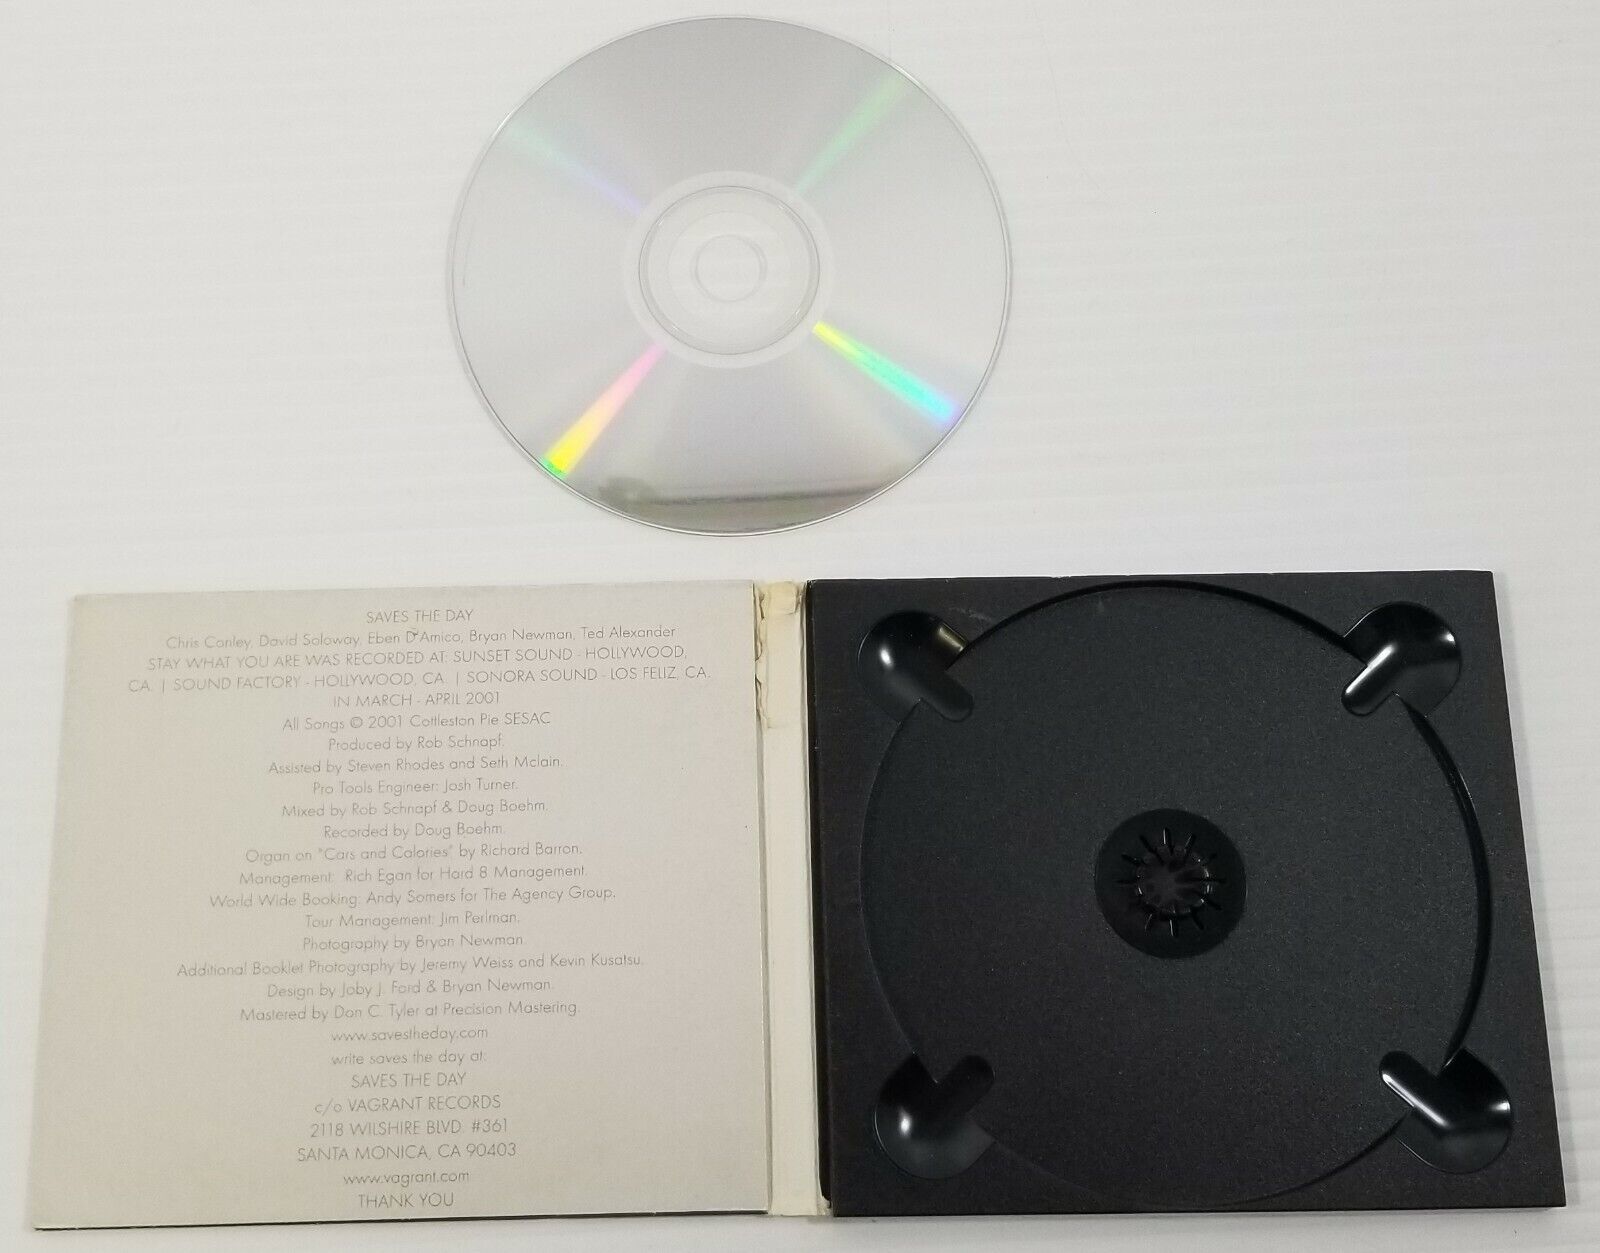 SAVES THE DAY
Chris Conley, David Soloway, Eben D'Amico, Bryan Newman, Ted Alexander
STAY WHAT YOU ARE WAS RECORDED AT: SUNSET SOUND - HOLLYWOOD,
CA. | SOUND FACTORY - HOLLYWOOD, CA. | SONORA SOUND - LOS FELIZ, CA.
IN MARCH - APRIL 2001
All Songs © 2001 Cottleston Pie SESAC
Produced by Rob Schnapf.
Assisted by Steven Rhodes and Seth Mclain.
Pro Tools Engineer: Josh Turner.
Mixed by Rob Schnapf & Doug Boehm.
Recorded by Doug Boehm.
Organ on "Cars and Calories" by Richard Barron.
Management: Rich Egan for Hard 8 Management.
World Wide Booking: Andy Somers for The Agency Group.
Tour Management: Jim Perlman.
Photography by Bryan Newman.
Additional Booklet Photography by Jeremy Weiss and Kevin Kusatsu.
Design by Joby J. Ford & Bryan Newman.
Mastered by Don C. Tyler at Precision Mastering.
www.savestheday.com
write saves the day at:
SAVES THE DAY
c/o VAGRANT RECORDS
2118 WILSHIRE BLVD. #361
SANTA MONICA, CA 90403
www.vagrant.com
THANK YOU